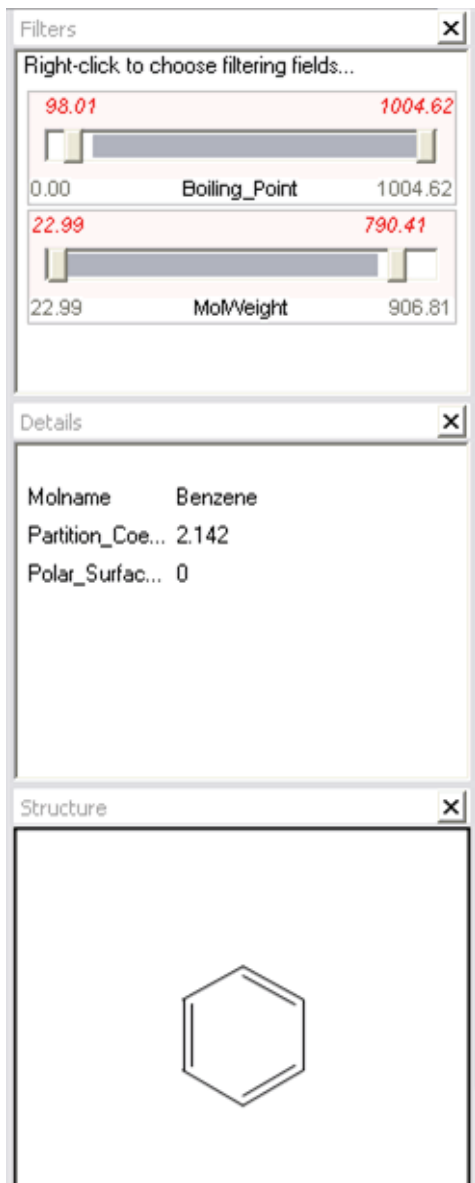 Filters
Right-click to choose filtering fields...
98.01 1004.62
0.00 Boiling_Point 1004.62
22.99 790.41
22.99 MolWeight 906.81
Details
Molname Benzene
Partition_Coe... 2.142
Polar_Surfac... 0
Structure